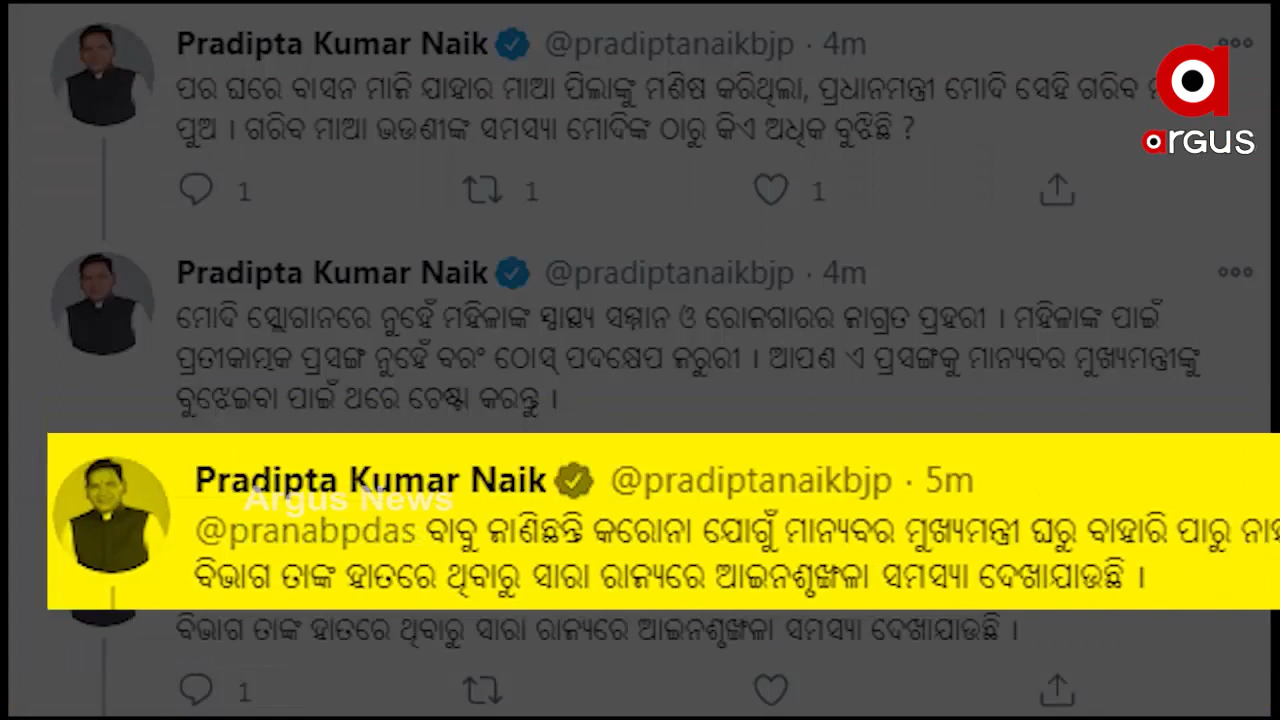 Pradipta Kumar Naik @pradiptanaikbjp · 4m
argus
ପର ଘରେ ବାସନ ମାଜି ଯାହାର ମାଆ ପିଲାଙ୍କୁ ମଣିଷ କରିଥିଲା, ପ୍ରଧାନମନ୍ତ୍ରୀ ମୋଦି ସେହି ଗରିବ
ପୁଅ । ଗରିବ ମାଆ ଭଉଣୀଙ୍କ ସମସ୍ୟା ମୋଦିଙ୍କ ଠାରୁ କିଏ ଅଧିକ ବୁଝିଛି ?
1 1 1
Pradipta Kumar Naik @pradiptanaikbjp · 4m
ମୋଦି ସ୍ଲୋଗାନରେ ନୁହେଁ ମହିଳାଙ୍କ ସ୍ୱାସ୍ଥ୍ୟ ସମ୍ମାନ ଓ ରୋଜଗାରର ଜାଗ୍ରତ ପ୍ରହରୀ । ମହିଳାଙ୍କ ପାଇଁ
ପ୍ରତୀକାତ୍ମକ ପ୍ରସଙ୍ଗ ନୁହେଁ ବରଂ ଠୋସ୍ ପଦକ୍ଷେପ ଜରୁରୀ । ଆପଣ ଏ ପ୍ରସଙ୍ଗକୁ ମାନ୍ୟବର ମୁଖ୍ୟମନ୍ତ୍ରୀଙ୍କୁ
ବୁଝେଇବା ପାଇଁ ଥରେ ଚେଷ୍ଟା କରନ୍ତୁ ।
Pradipta Kumar Naik @pradiptanaikbjp · 5m
Argus News
@pranabpdas ବାବୁ ଜାଣିଛନ୍ତି କରୋନା ଯୋଗୁଁ ମାନ୍ୟବର ମୁଖ୍ୟମନ୍ତ୍ରୀ ଘରୁ ବାହାରି ପାରୁ
ବିଭାଗ ତାଙ୍କ ହାତରେ ଥିବାରୁ ସାରା ରାଜ୍ୟରେ ଆଇନଶୃଙ୍ଖଳା ସମସ୍ୟା ଦେଖାଯାଉଛି ।
ବିଭାଗ ତାଙ୍କ ହାତରେ ଥିବାରୁ ସାରା ରାଜ୍ୟରେ ଆଇନଶୃଙ୍ଖଳା ସମସ୍ୟା ଦେଖାଯାଉଛି ।
1